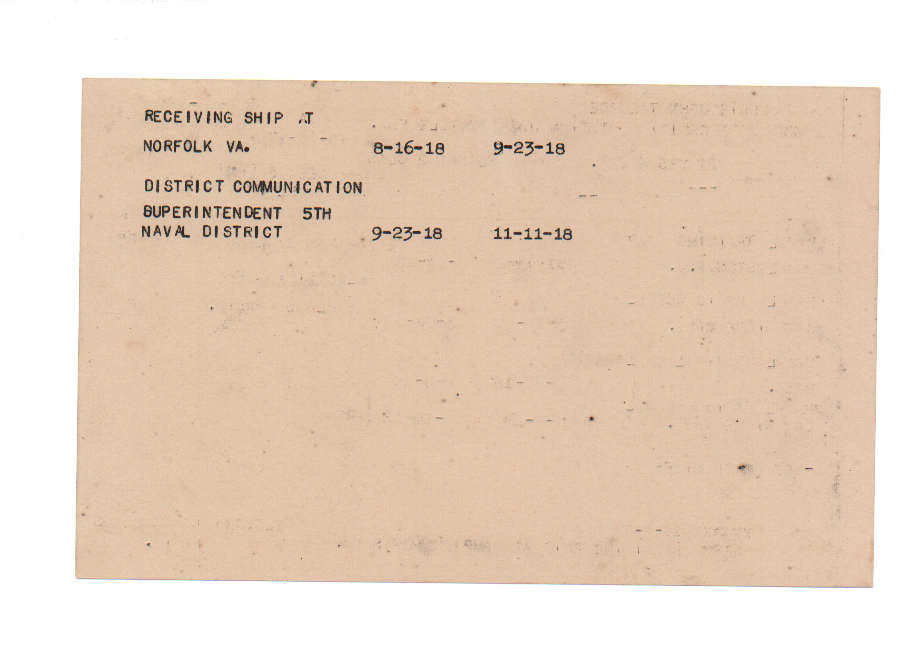 RECEIVING SHIP AT
NORFOLK VA. 8-16-18 9-23-18
DISTRICT COMMUNICATION
SUPERINTENDENT 5TH
NAVAL DISTRICT 9-23-18 11-11-18